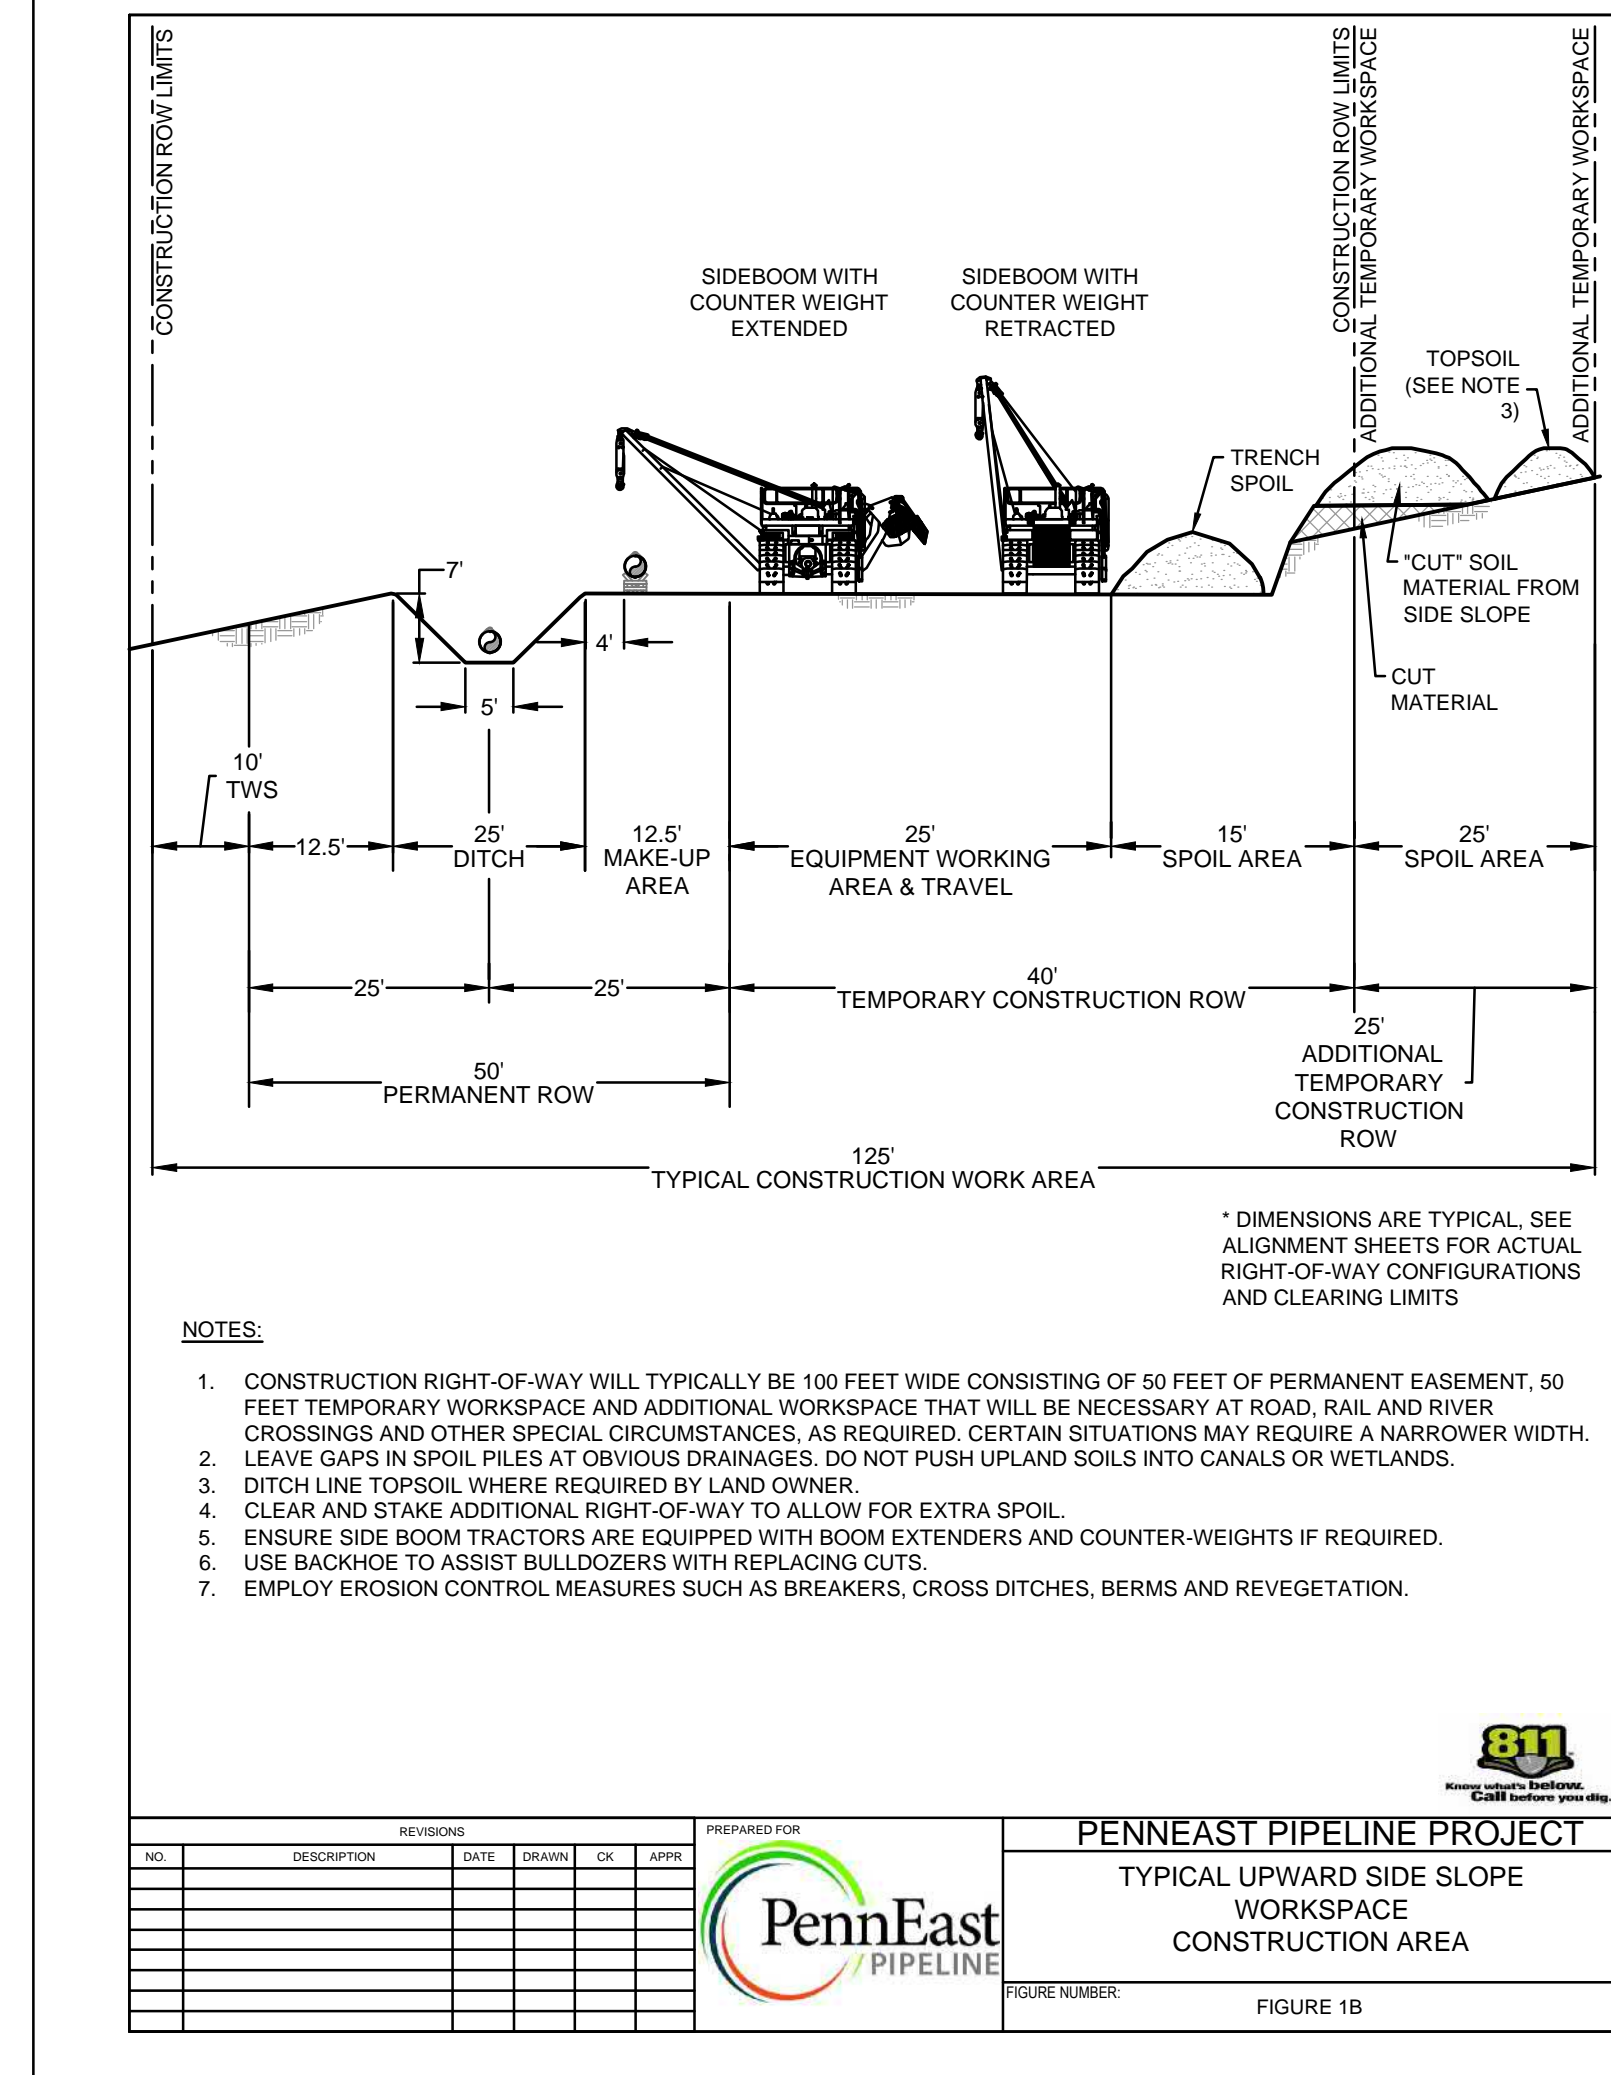 CONSTRUCTION ROW LIMITS
CONSTRUCTION ROW LIMITS
ADDITIONAL TEMPORARY WORKSPACE
ADDITIONAL TEMPORARY WORKSPACE
SIDEBOOM WITH
COUNTER WEIGHT
EXTENDED
SIDEBOOM WITH
COUNTER WEIGHT
RETRACTED
TOPSOIL
(SEE NOTE
3)
TRENCH
SPOIL
"CUT" SOIL
MATERIAL FROM
SIDE SLOPE
CUT
MATERIAL
7'
4'
5'
10'
TWS
12.5'
25'
DITCH
12.5'
MAKE-UP
AREA
25'
EQUIPMENT WORKING
AREA & TRAVEL
15'
SPOIL AREA
25'
SPOIL AREA
25'
25'
40'
TEMPORARY CONSTRUCTION ROW
25'
ADDITIONAL
TEMPORARY
CONSTRUCTION
ROW
50'
PERMANENT ROW
125'
TYPICAL CONSTRUCTION WORK AREA
* DIMENSIONS ARE TYPICAL, SEE
ALIGNMENT SHEETS FOR ACTUAL
RIGHT-OF-WAY CONFIGURATIONS
AND CLEARING LIMITS
NOTES:
1. CONSTRUCTION RIGHT-OF-WAY WILL TYPICALLY BE 100 FEET WIDE CONSISTING OF 50 FEET OF PERMANENT EASEMENT, 50
FEET TEMPORARY WORKSPACE AND ADDITIONAL WORKSPACE THAT WILL BE NECESSARY AT ROAD, RAIL AND RIVER
CROSSINGS AND OTHER SPECIAL CIRCUMSTANCES, AS REQUIRED. CERTAIN SITUATIONS MAY REQUIRE A NARROWER WIDTH.
2. LEAVE GAPS IN SPOIL PILES AT OBVIOUS DRAINAGES. DO NOT PUSH UPLAND SOILS INTO CANALS OR WETLANDS.
3. DITCH LINE TOPSOIL WHERE REQUIRED BY LAND OWNER.
4. CLEAR AND STAKE ADDITIONAL RIGHT-OF-WAY TO ALLOW FOR EXTRA SPOIL.
5. ENSURE SIDE BOOM TRACTORS ARE EQUIPPED WITH BOOM EXTENDERS AND COUNTER-WEIGHTS IF REQUIRED.
6. USE BACKHOE TO ASSIST BULLDOZERS WITH REPLACING CUTS.
7. EMPLOY EROSION CONTROL MEASURES SUCH AS BREAKERS, CROSS DITCHES, BERMS AND REVEGETATION.
811
Know what's below.
Call before you dig.
REVISIONS
NO. DESCRIPTION DATE DRAWN CK APPR
PREPARED FOR
PennEast
PIPELINE
PENNEAST PIPELINE PROJECT
TYPICAL UPWARD SIDE SLOPE
WORKSPACE
CONSTRUCTION AREA
FIGURE NUMBER:
FIGURE 1B